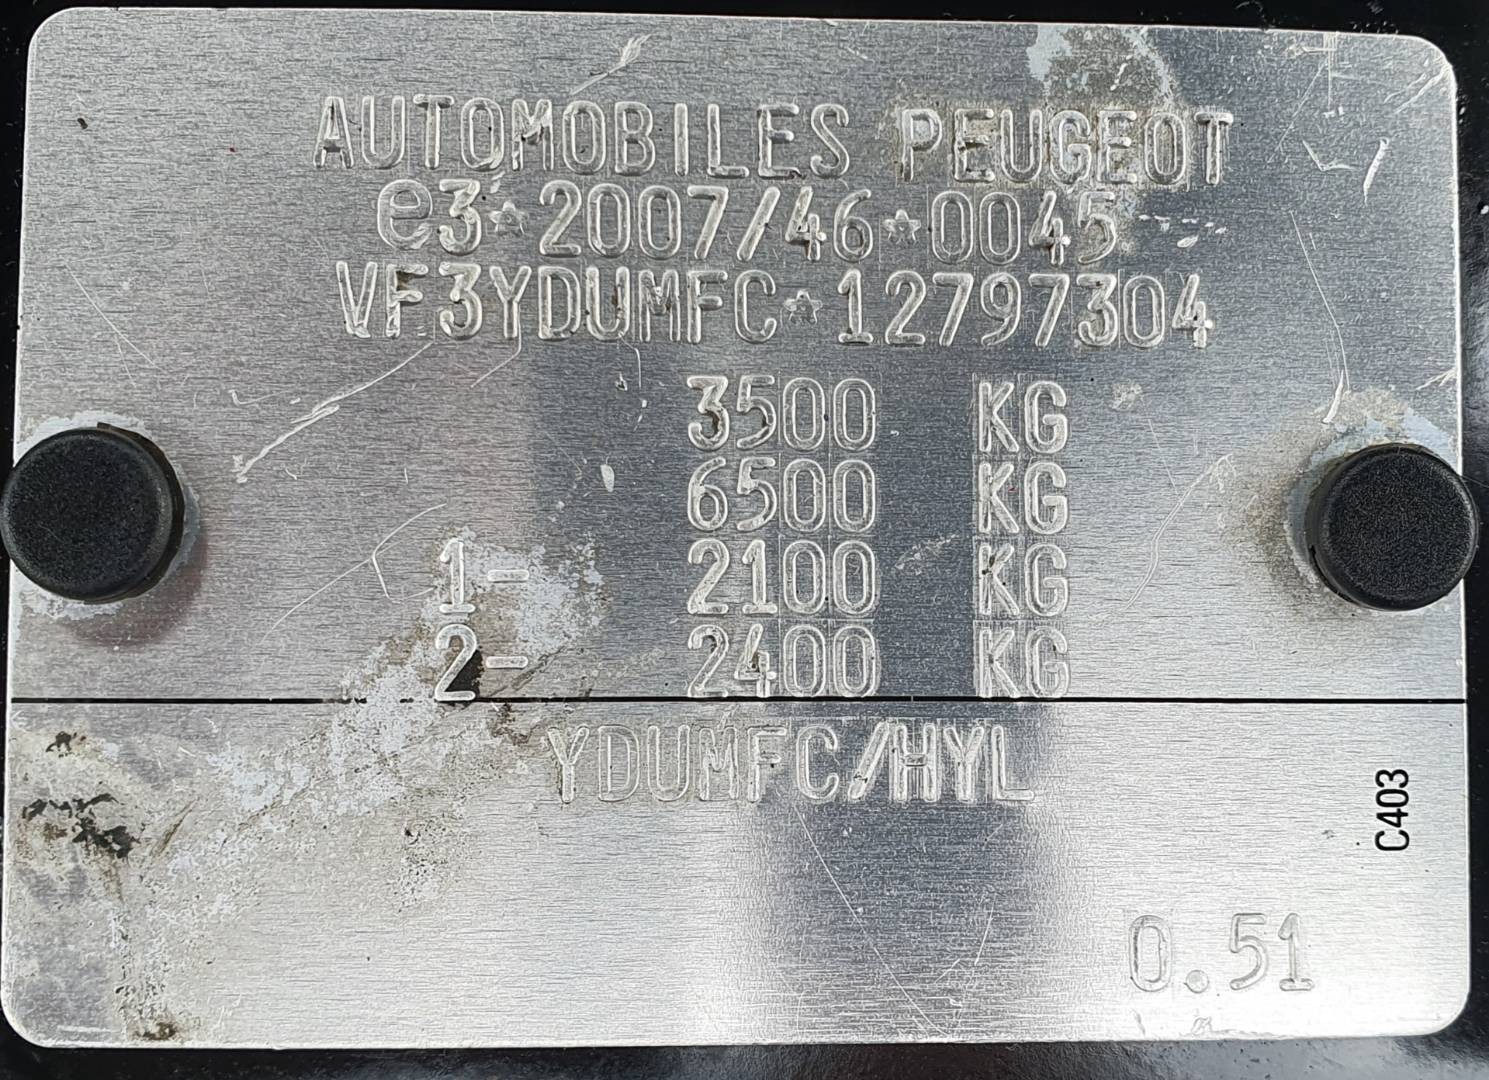 AUTOMOBILES PEUGEOT
e3*2007/46*0045
VF3YDUMFC*12797304
3500 KG
6500 KG
1- 2100 KG
2- 2400 KG
YDUMFC/HYL
C403
0.51